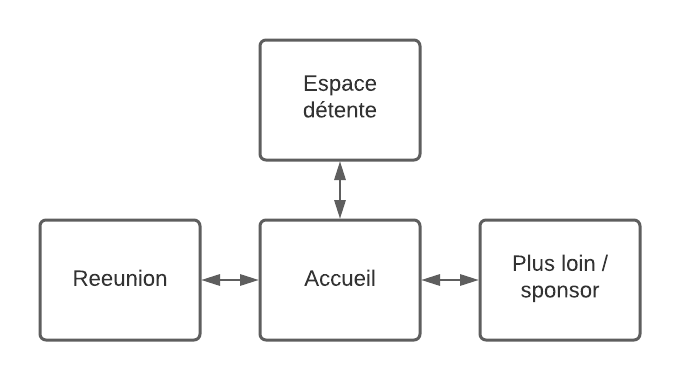 Espace
détente
Reeunion
Accueil
Plus loin /
sponsor